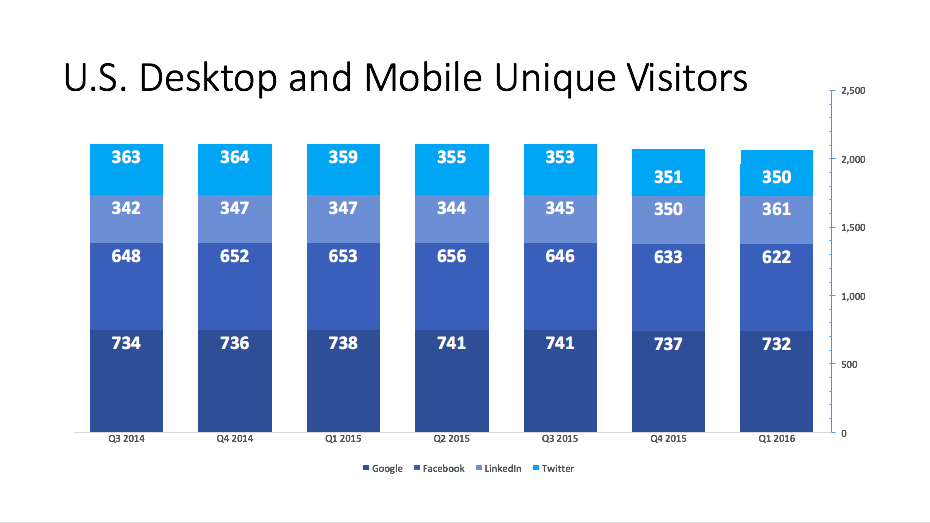 U.S. Desktop and Mobile Unique Visitors
2,500
2,000
1,500
1,000
500
0
363 364 359 355 353 351 350
342 347 347 344 345 350 361
648 652 653 656 646 633 622
734 736 738 741 741 737 732
Q3 2014 Q4 2014 Q1 2015 Q2 2015 Q3 2015 Q4 2015 Q1 2016
Google Facebook LinkedIn Twitter